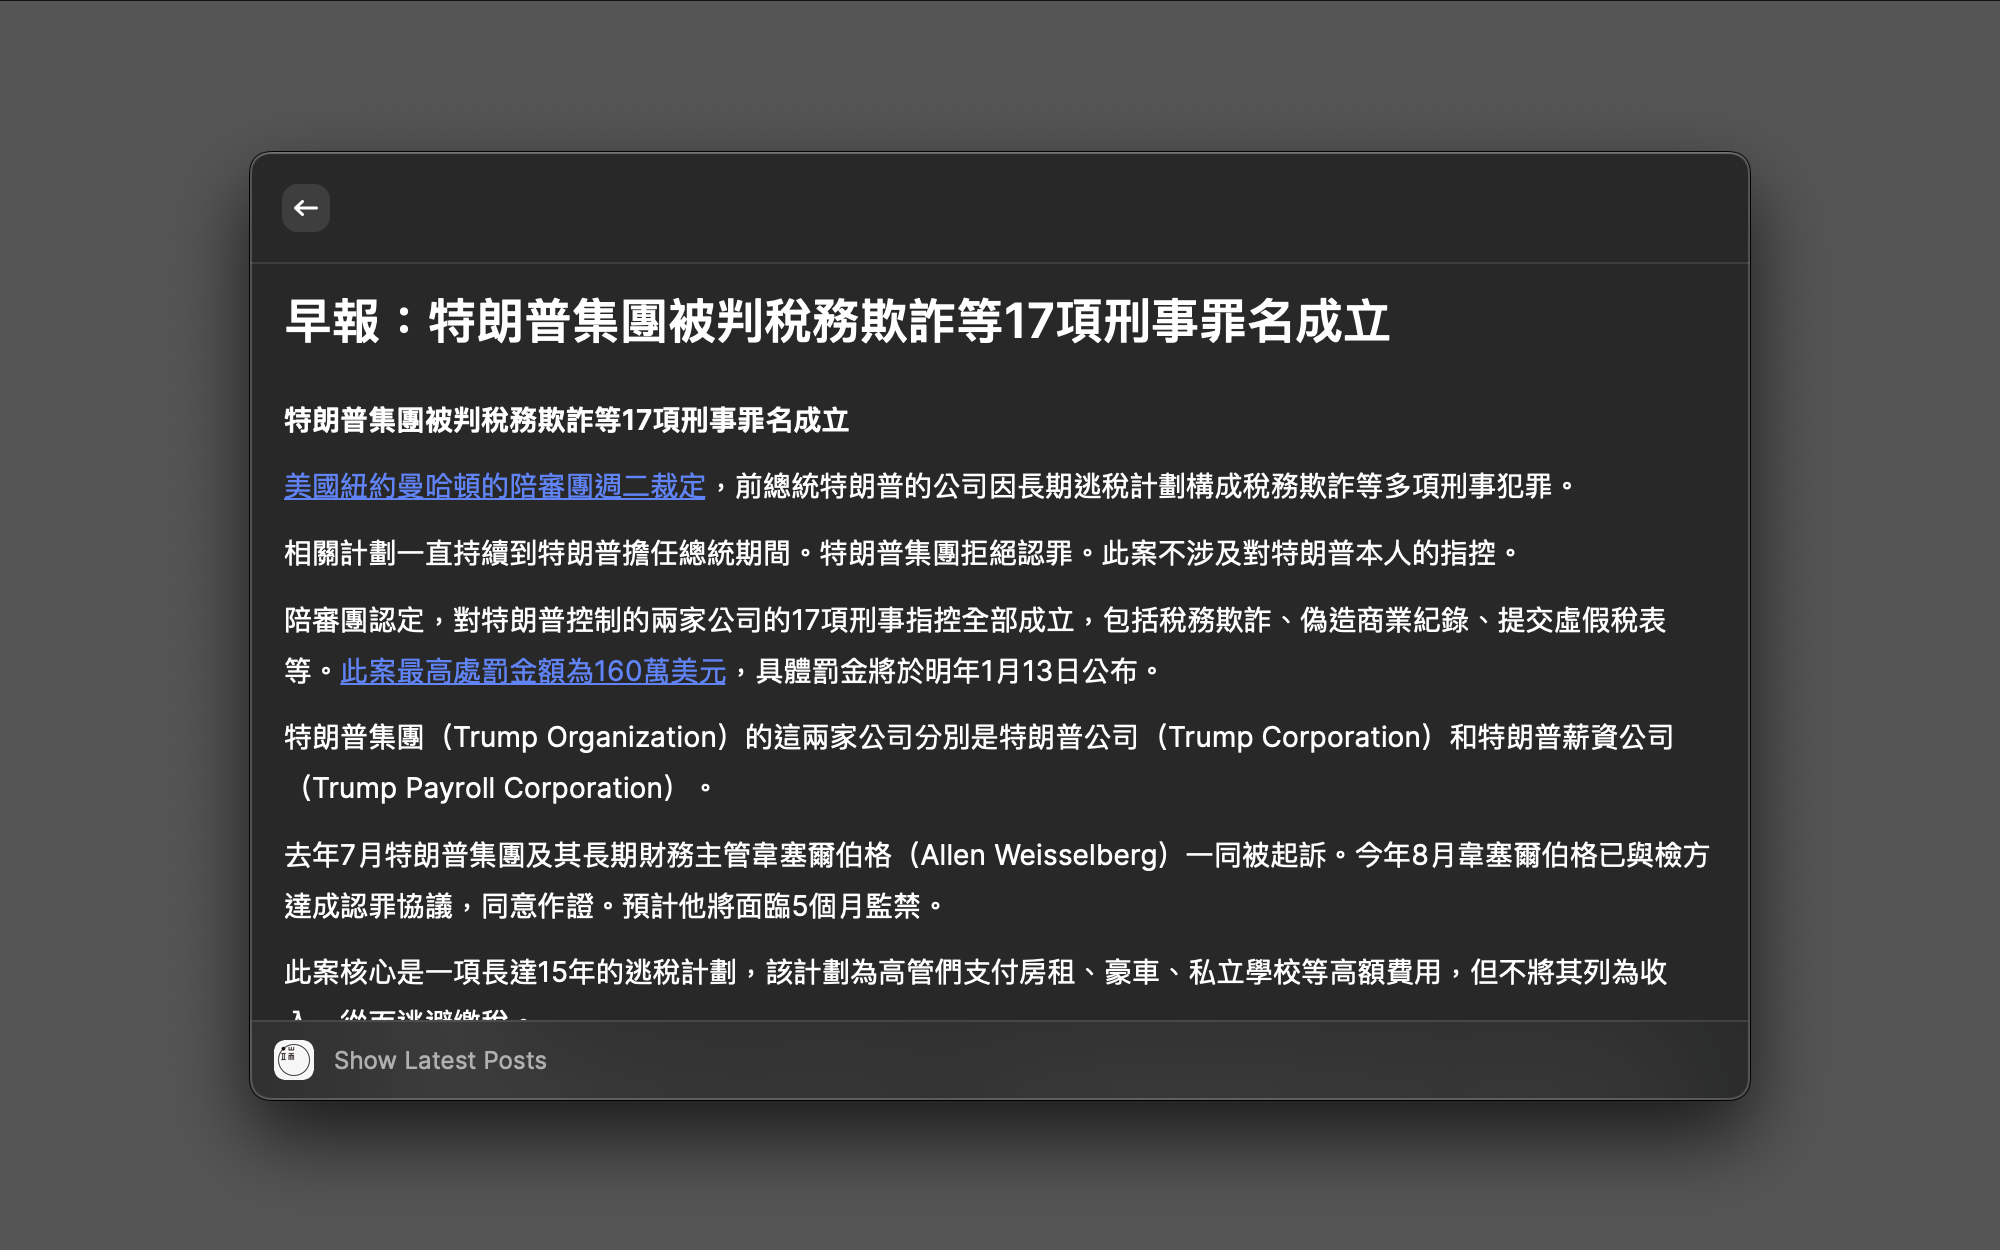 早報：特朗普集團被判稅務欺詐等17項刑事罪名成立
特朗普集團被判稅務欺詐等17項刑事罪名成立
美國紐約曼哈頓的陪審團週二裁定，前總統特朗普的公司因長期逃稅計劃構成稅務欺詐等多項刑事犯罪。
相關計劃一直持續到特朗普擔任總統期間。特朗普集團拒絕認罪。此案不涉及對特朗普本人的指控。
陪審團認定，對特朗普控制的兩家公司的17項刑事指控全部成立，包括稅務欺詐、偽造商業紀錄、提交虛假稅表
等。此案最高處罰金額為160萬美元，具體罰金將於明年1月13日公布。
特朗普集團（Trump Organization）的這兩家公司分別是特朗普公司（Trump Corporation）和特朗普薪資公司
（Trump Payroll Corporation）。
去年7月特朗普集團及其長期財務主管韋塞爾伯格（Allen Weisselberg）一同被起訴。今年8月韋塞爾伯格已與檢方
達成認罪協議，同意作證。預計他將面臨5個月監禁。
此案核心是一項長達15年的逃稅計劃，該計劃為高管們支付房租、豪車、私立學校等高額費用，但不將其列為收
入，從而逃避繳稅。
Show Latest Posts